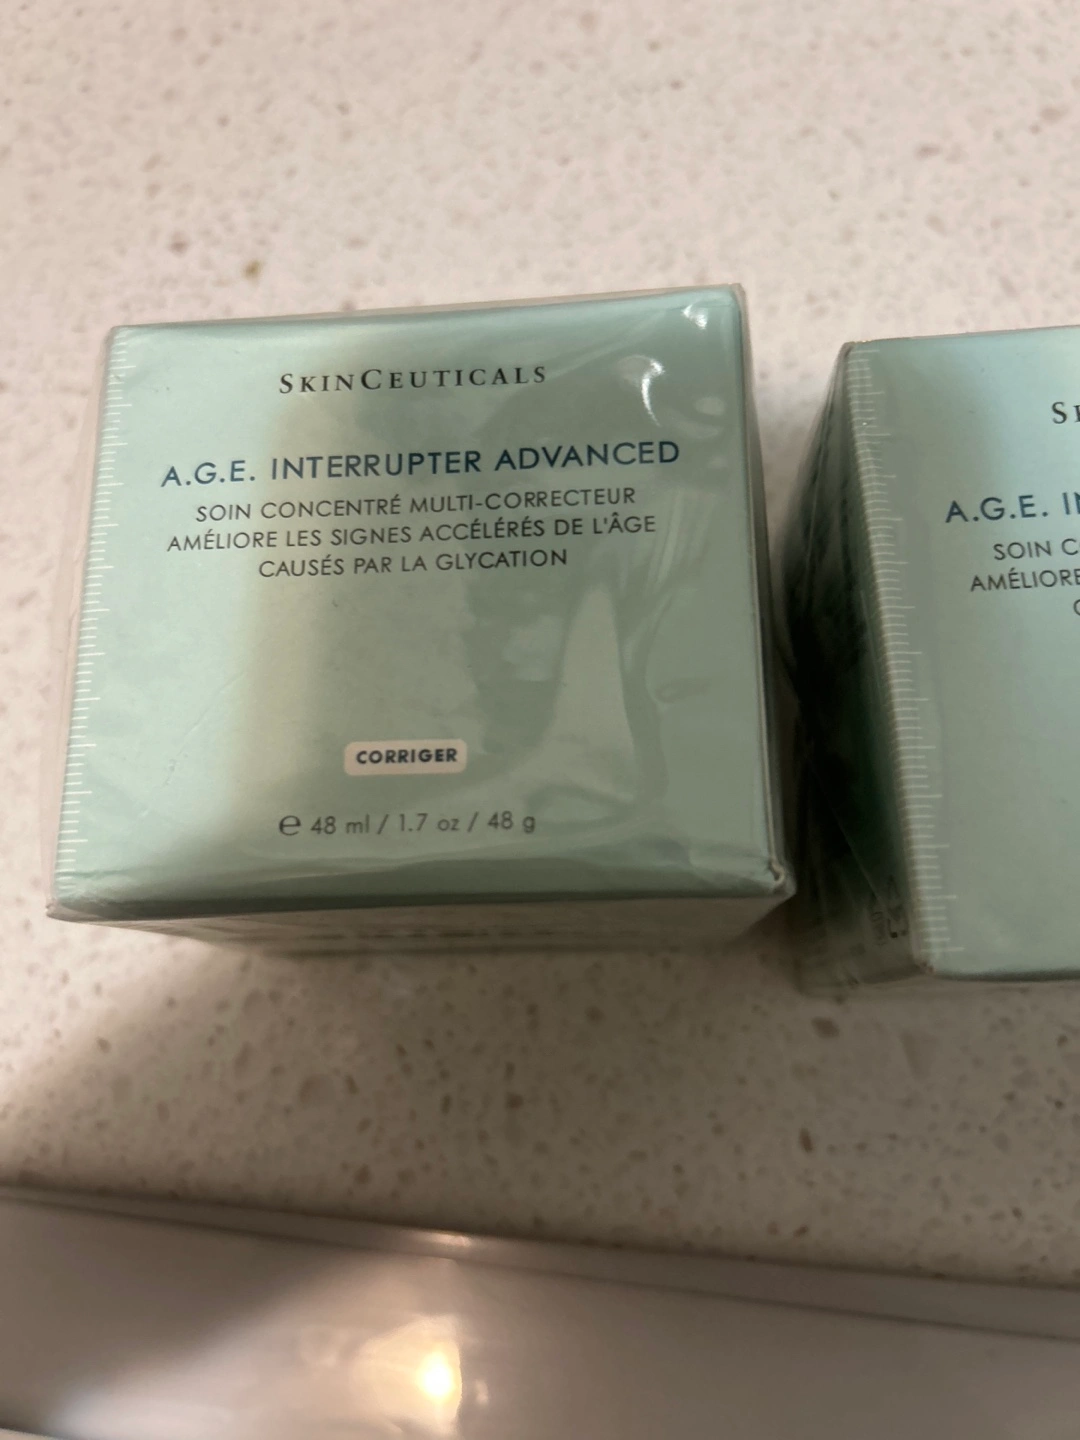 SKINCEUTICALS
A.G.E. INTERRUPTER ADVANCED
SOIN CONCENTRÉ MULTI-CORRECTEUR
AMÉLIORE LES SIGNES ACCÉLÉRÉS DE L'ÂGE
CAUSÉS PAR LA GLYCATION
CORRIGER
℮ 48 ml / 1.7 oz / 48 g
A.G.E.
SOIN
AMÉLIORE